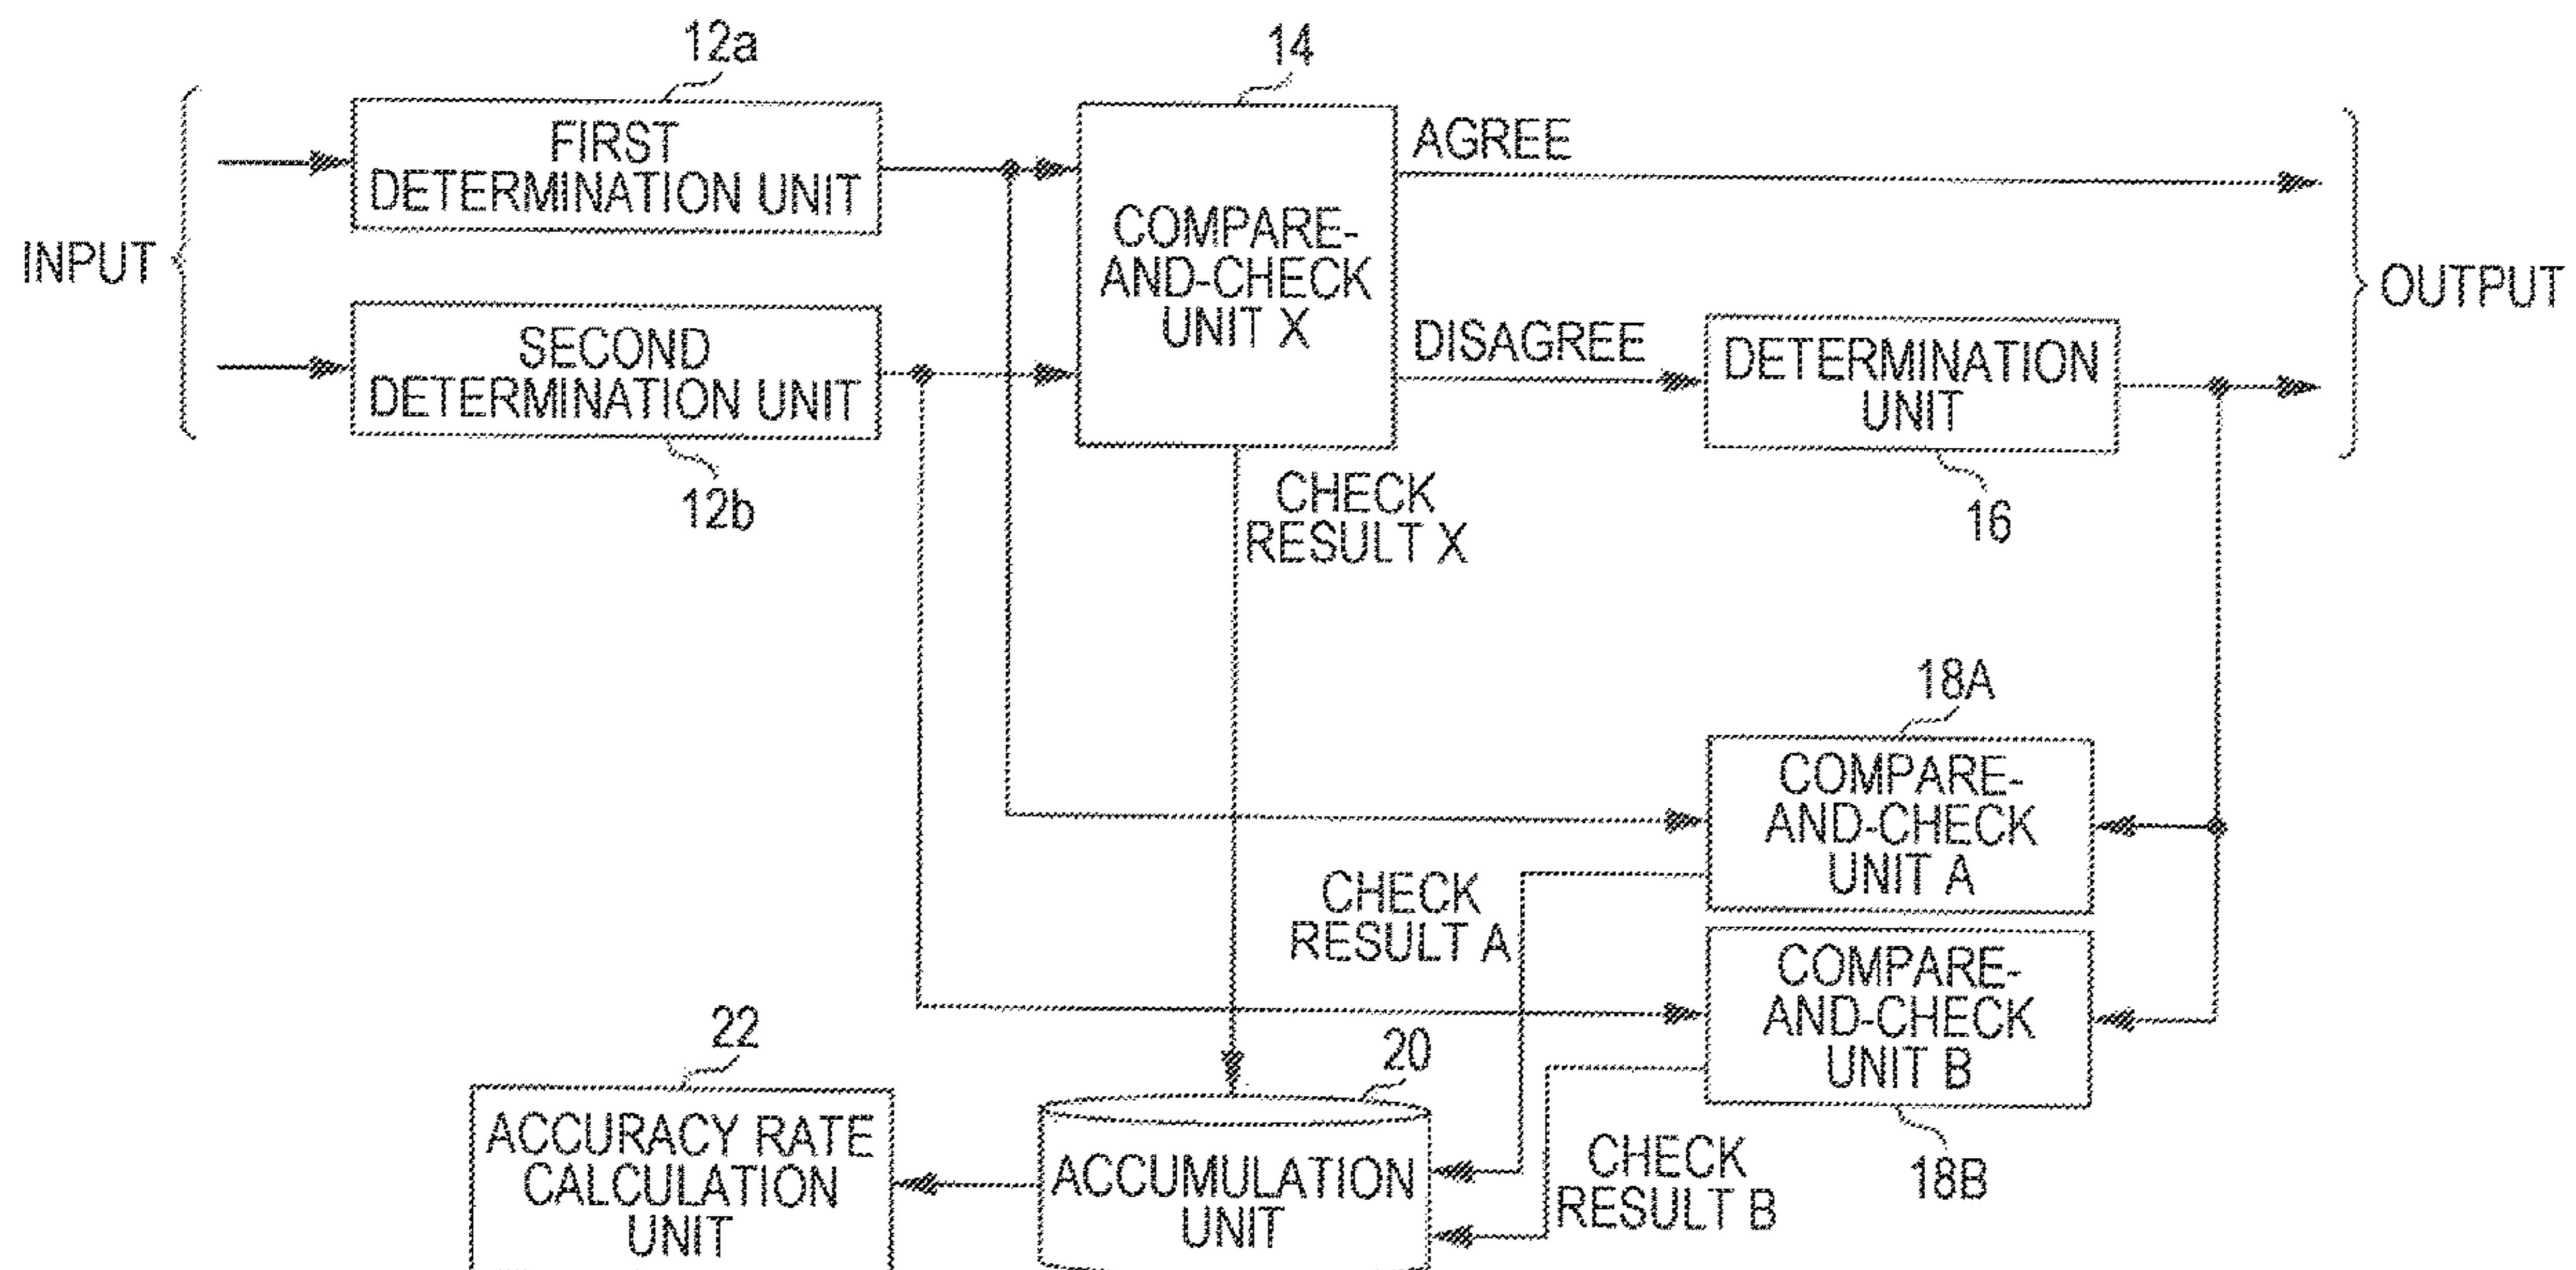 12a
14
FIRST
DETERMINATION UNIT
AGREE
COMPARE-
AND-CHECK
UNIT X
INPUT
OUTPUT
SECOND
DETERMINATION UNIT
DISAGREE
DETERMINATION
UNIT
12b
CHECK
RESULT X
16
18A
COMPARE-
AND-CHECK
UNIT A
CHECK
RESULT A
COMPARE-
AND-CHECK
UNIT B
22
20
ACCURACY RATE
CALCULATION
UNIT
ACCUMULATION
UNIT
CHECK
RESULT B
18B